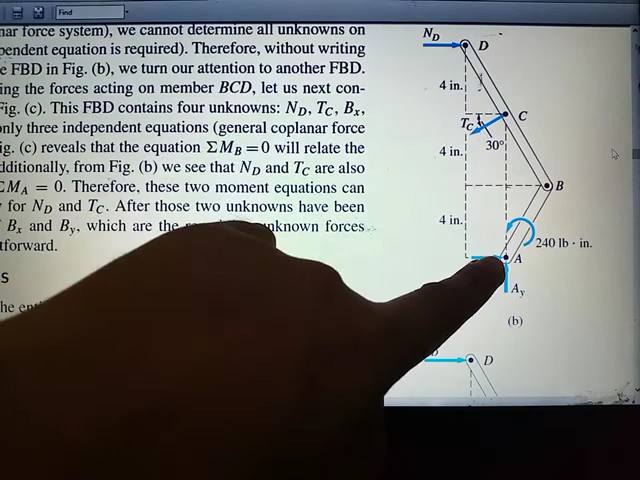 Find
nar force system), we cannot determine all unknowns on
pendent equation is required). Therefore, without writing
e FBD in Fig. (b), we turn our attention to another FBD.
ing the forces acting on member BCD, let us next con-
Fig. (c). This FBD contains four unknowns: N_D, T_C, B_x,
only three independent equations (general coplanar force
ig. (c) reveals that the equation ΣM_B = 0 will relate the
dditionally, from Fig. (b) we see that N_D and T_C are also
ΣM_A = 0. Therefore, these two moment equations can
for N_D and T_C. After those two unknowns have been
B_x and B_y, which are the unknown forces
tforward.
S
he
N_D
D
4 in.
T_C
C
30°
4 in.
B
4 in.
240 lb · in.
A
A_y
(b)
D